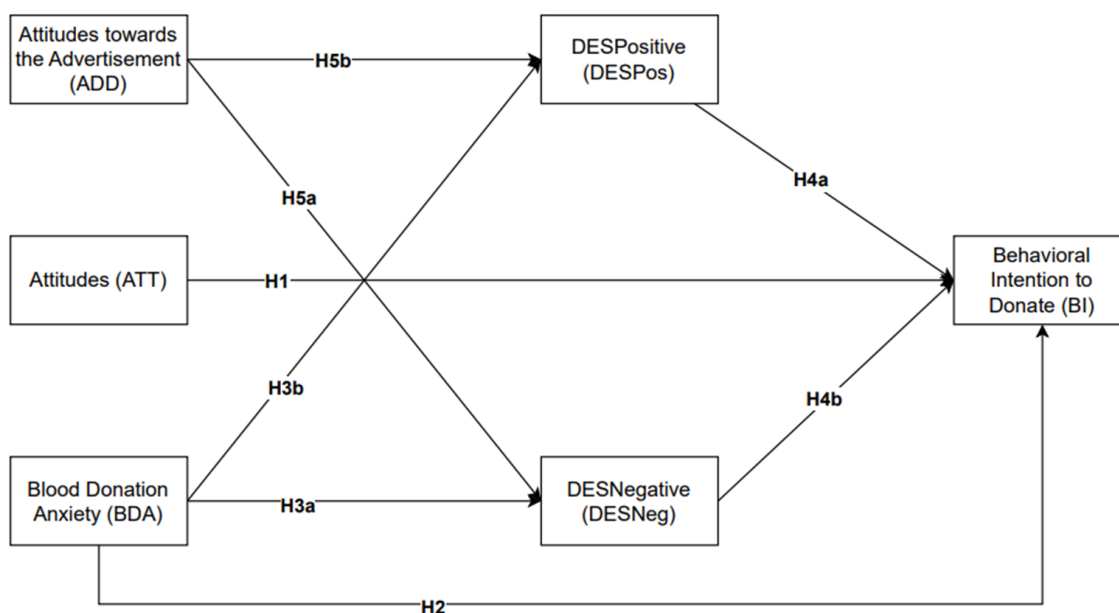 Attitudes towards
the Advertisement
(ADD)
H5b
DESPositive
(DESPos)
H5a
H4a
Attitudes (ATT)
H1
Behavioral
Intention to
Donate (BI)
H3b
H4b
Blood Donation
Anxiety (BDA)
H3a
DESNegative
(DESNeg)
H2